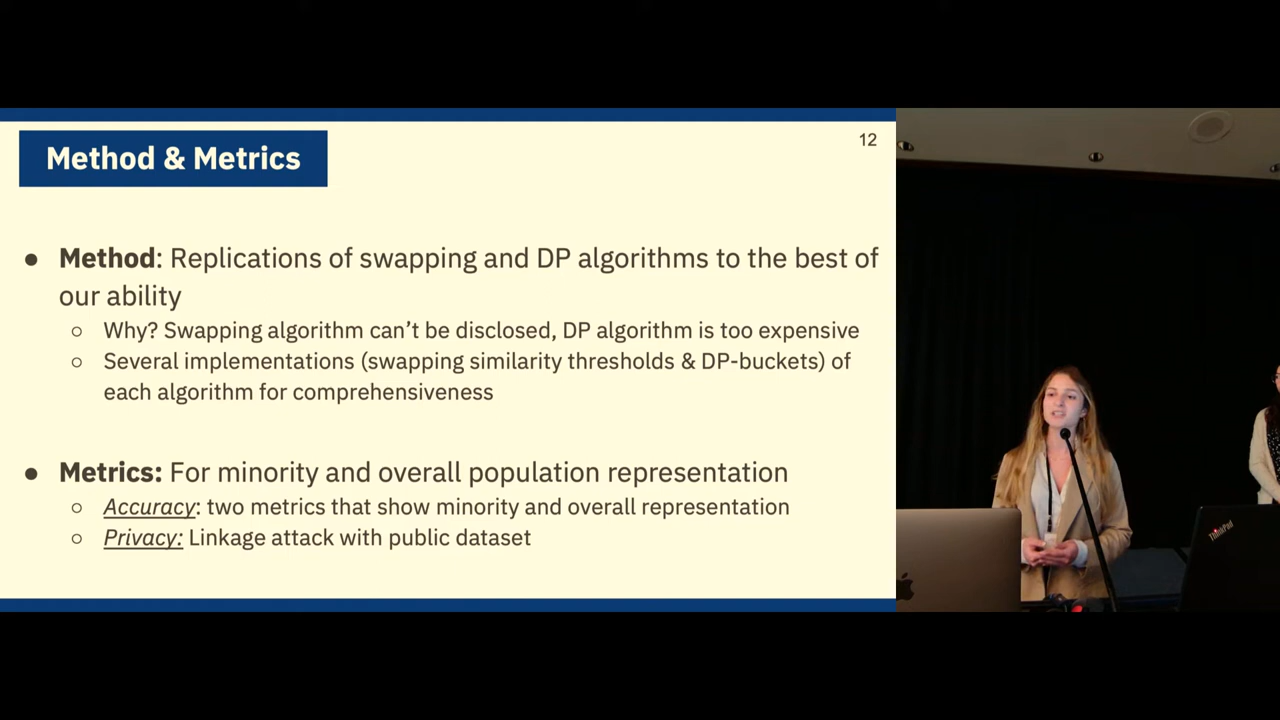 Method & Metrics
12
● Method: Replications of swapping and DP algorithms to the best of
our ability
○ Why? Swapping algorithm can’t be disclosed, DP algorithm is too expensive
○ Several implementations (swapping similarity thresholds & DP-buckets) of
each algorithm for comprehensiveness
● Metrics: For minority and overall population representation
○ Accuracy: two metrics that show minority and overall representation
○ Privacy: Linkage attack with public dataset
ThinkPad